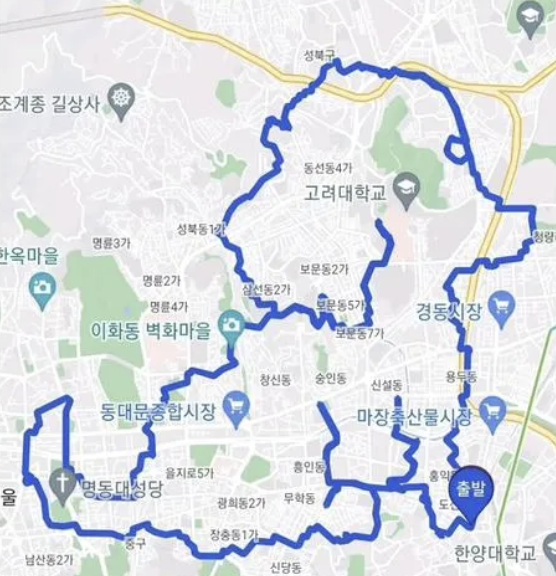 성북구
조계종 길상사
동선동4가
고려대학교
성북동1가
명륜3가
한옥마을
보문동2가
명륜2가
삼선동2가
명륜4가
보문동5가
경동시장
이화동 벽화마을
보문동7가
창신동
숭인동
신설동
용두동
동대문종합시장
마장축산물시장
흥인동
을지로5가
출발
명동대성당
무학동
광희동2가
울
장충동1가
중구
한양대학교
남산동2가
신당동